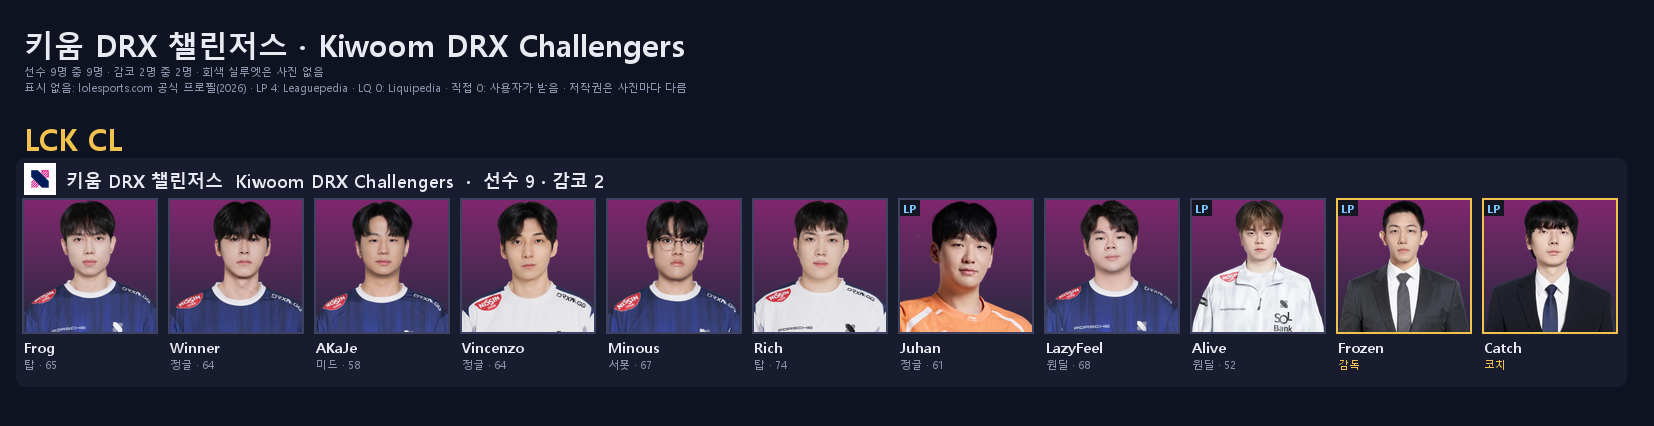 키움 DRX 챌린저스 · Kiwoom DRX Challengers
선수 9명 중 9명 · 감코 2명 중 2명 · 회색 실루엣은 사진 없음
표시 없음: lolesports.com 공식 프로필(2026) · LP 4: Leaguepedia · LQ 0: Liquipedia · 직접 0: 사용자가 받음 · 저작권은 사진마다 다름
LCK CL
키움 DRX 챌린저스 Kiwoom DRX Challengers · 선수 9 · 감코 2
LP
LP
LP
LP
NOSIN
DRX.GG
PORSCHE
SOL
Bank
Frog
탑 · 65
Winner
정글 · 64
AKaJe
미드 · 58
Vincenzo
정글 · 64
Minous
서폿 · 67
Rich
탑 · 74
Juhan
정글 · 61
LazyFeel
원딜 · 68
Alive
원딜 · 52
Frozen
감독
Catch
코치